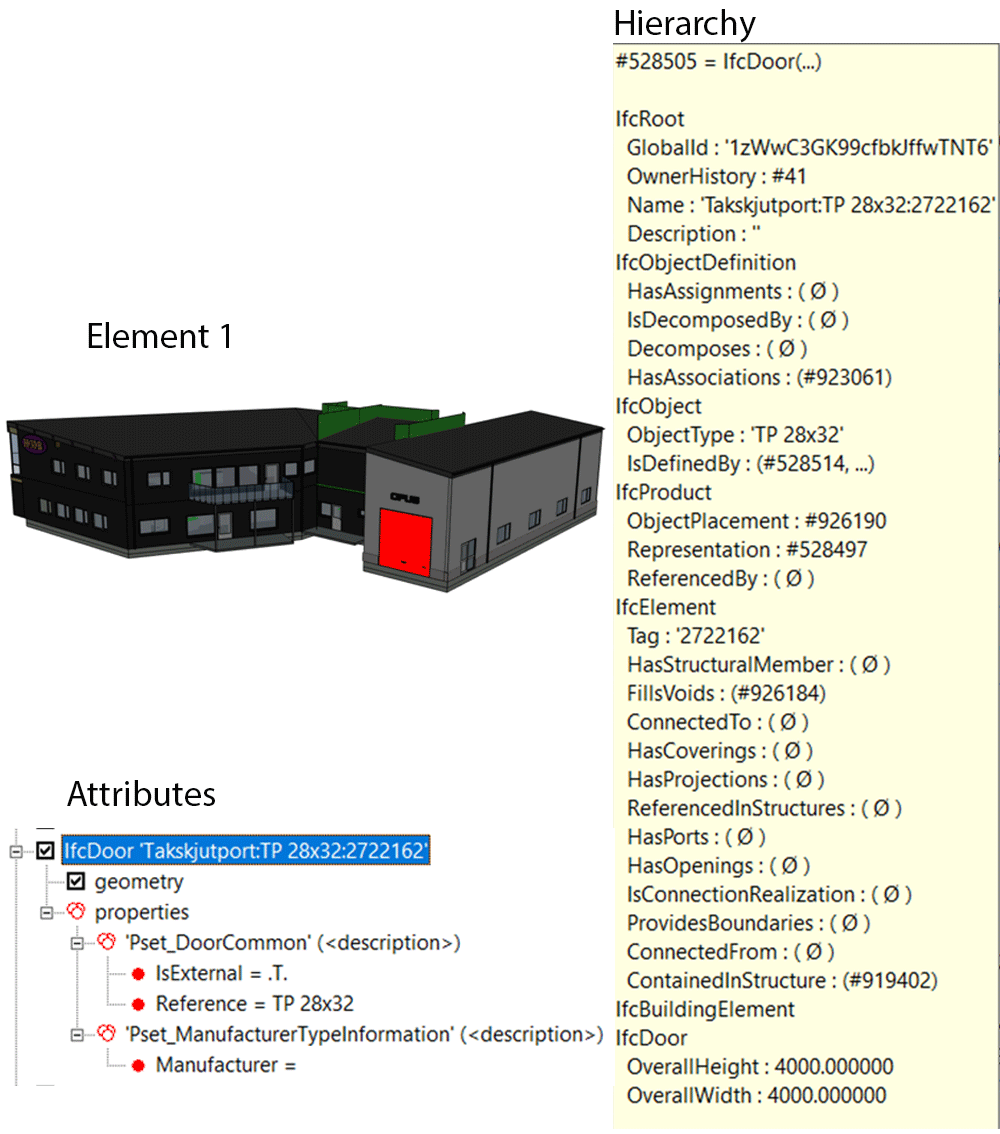 Hierarchy
#528505 = IfcDoor(...)
IfcRoot
GlobalId : '1zWwC3GK99cfbkJffwTNT6'
OwnerHistory : #41
Name : 'Takskjutport:TP 28x32:2722162'
Description : ''
IfcObjectDefinition
HasAssignments : ( Ø )
IsDecomposedBy : ( Ø )
Decomposes : ( Ø )
HasAssociations : (#923061)
IfcObject
ObjectType : 'TP 28x32'
IsDefinedBy : (#528514, ...)
IfcProduct
ObjectPlacement : #926190
Representation : #528497
ReferencedBy : ( Ø )
IfcElement
Tag : '2722162'
HasStructuralMember : ( Ø )
FillsVoids : (#926184)
ConnectedTo : ( Ø )
HasCoverings : ( Ø )
HasProjections : ( Ø )
ReferencedInStructures : ( Ø )
HasPorts : ( Ø )
HasOpenings : ( Ø )
IsConnectionRealization : ( Ø )
ProvidesBoundaries : ( Ø )
ConnectedFrom : ( Ø )
ContainedInStructure : (#919402)
IfcBuildingElement
IfcDoor
OverallHeight : 4000.000000
OverallWidth : 4000.000000
Element 1
OPUS
Attributes
IfcDoor 'Takskjutport:TP 28x32:2722162'
geometry
properties
'Pset_DoorCommon' (<description>)
IsExternal = .T.
Reference = TP 28x32
'Pset_ManufacturerTypeInformation' (<description>)
Manufacturer =